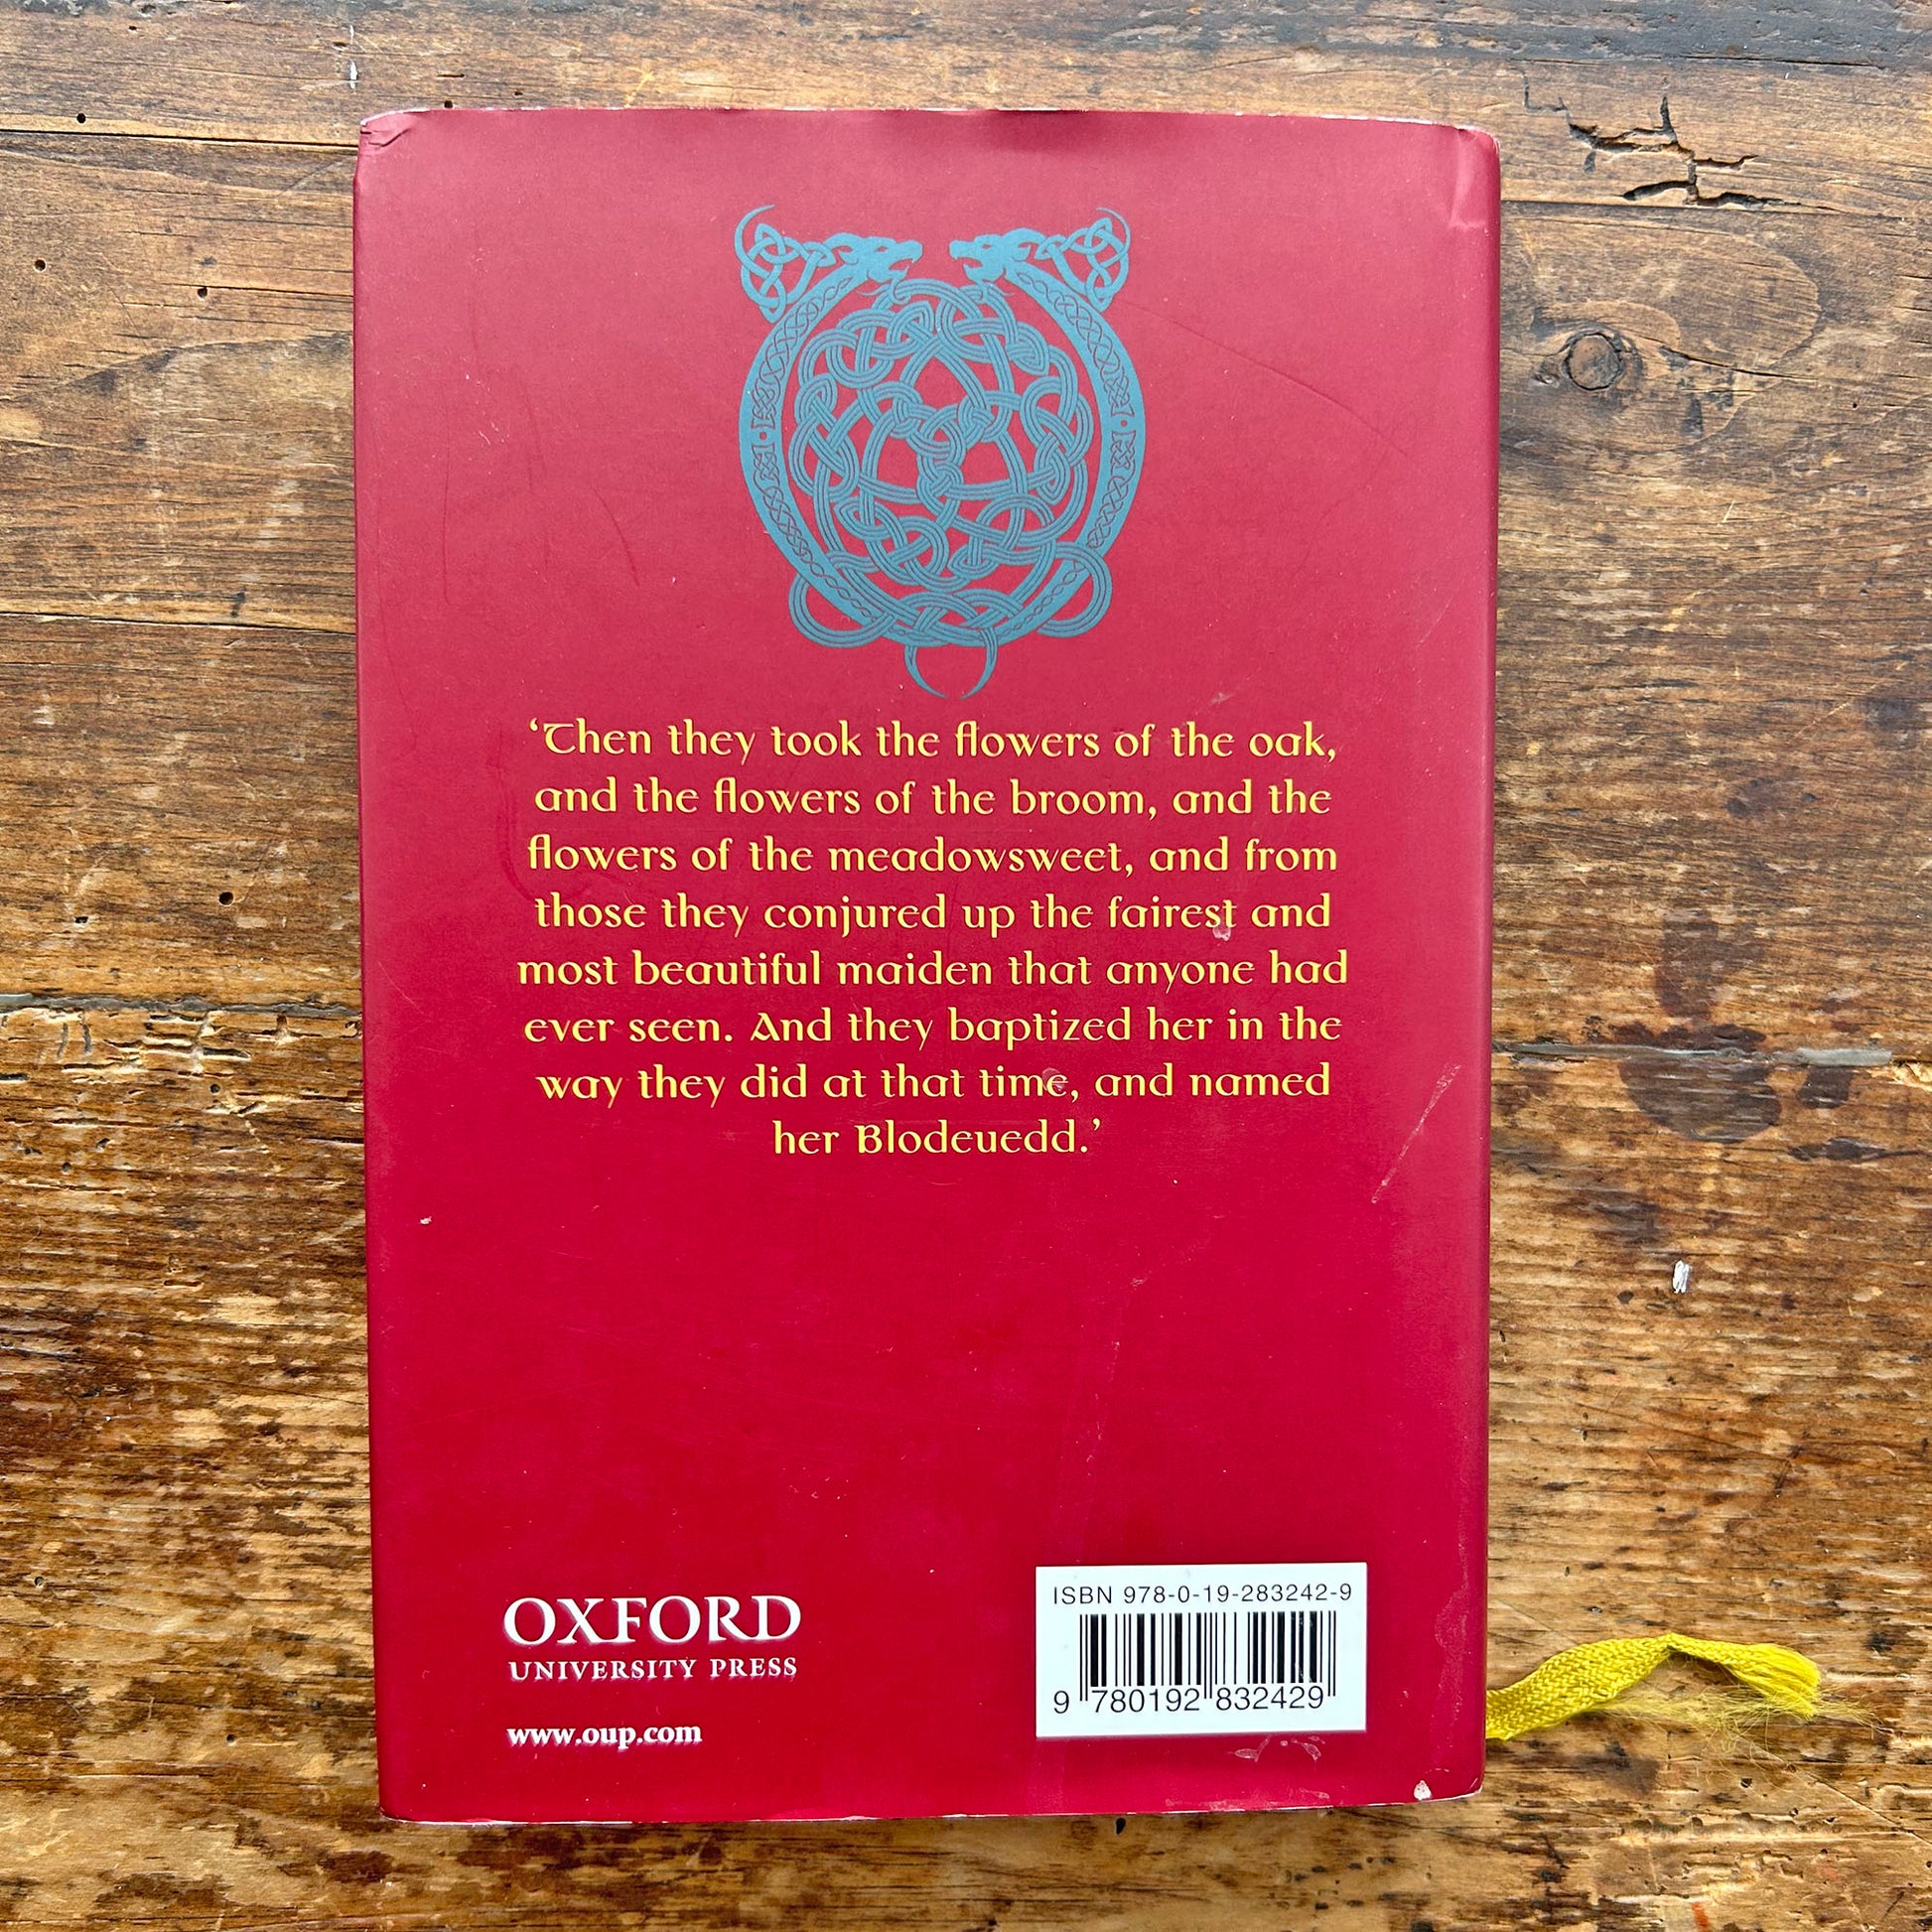 ‘Then they took the flowers of the oak,
and the flowers of the broom, and the
flowers of the meadowsweet, and from
those they conjured up the fairest and
most beautiful maiden that anyone had
ever seen. And they baptized her in the
way they did at that time, and named
her Blodeuedd.’
OXFORD
UNIVERSITY PRESS
www.oup.com
ISBN 978-0-19-283242-9
9 780192 832429